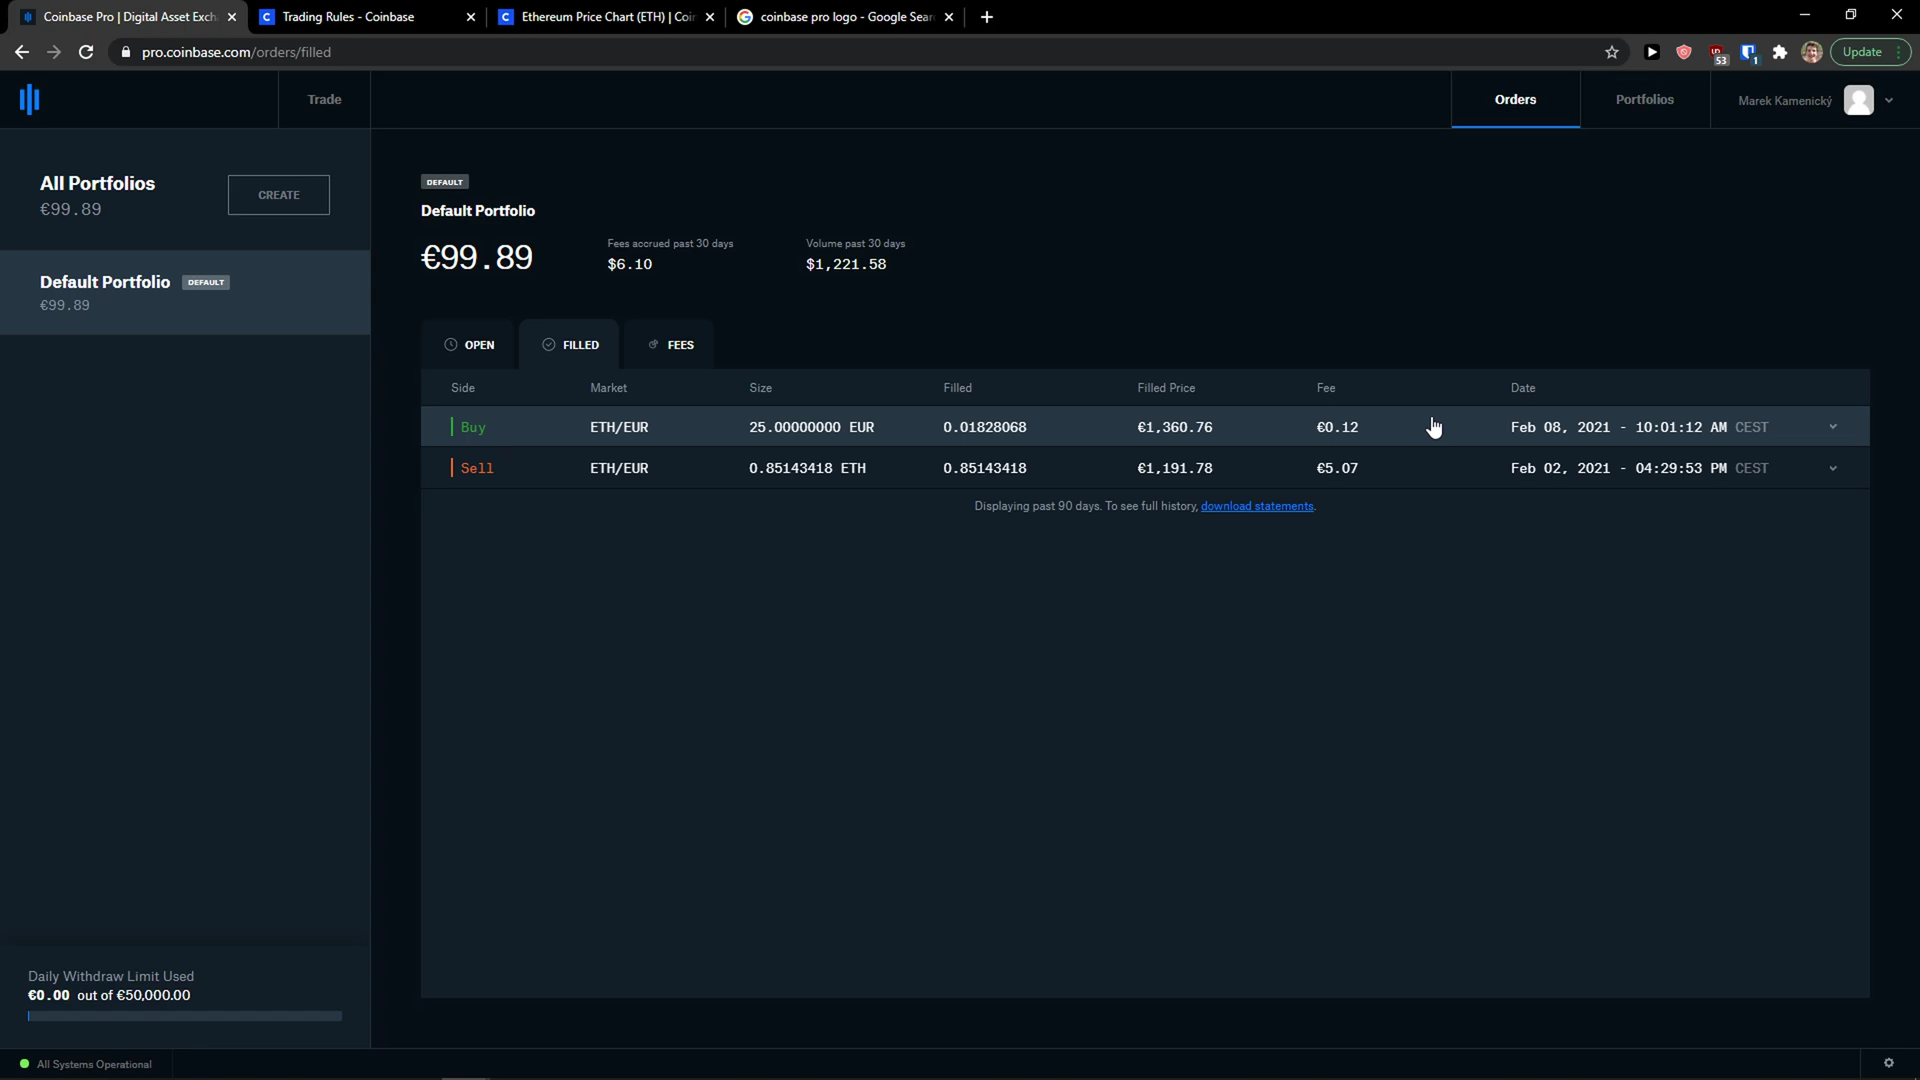 Coinbase Pro | Digital Asset Exch
Trading Rules - Coinbase
Ethereum Price Chart (ETH) | Coin
coinbase pro logo - Google Sear
pro.coinbase.com/orders/filled
53
1
Update
Trade
Orders
Portfolios
Marek Kamenický
All Portfolios
€99.89
CREATE
Default Portfolio DEFAULT
€99.89
DEFAULT
Default Portfolio
€99.89
Fees accrued past 30 days
$6.10
Volume past 30 days
$1,221.58
OPEN
FILLED
FEES
Side Market Size Filled Filled Price Fee Date
Buy ETH/EUR 25.00000000 EUR 0.01828068 €1,360.76 €0.12 Feb 08, 2021 - 10:01:12 AM CEST
Sell ETH/EUR 0.85143418 ETH 0.85143418 €1,191.78 €5.07 Feb 02, 2021 - 04:29:53 PM CEST
Displaying past 90 days. To see full history, download statements.
Daily Withdraw Limit Used
€0.00 out of €50,000.00
All Systems Operational